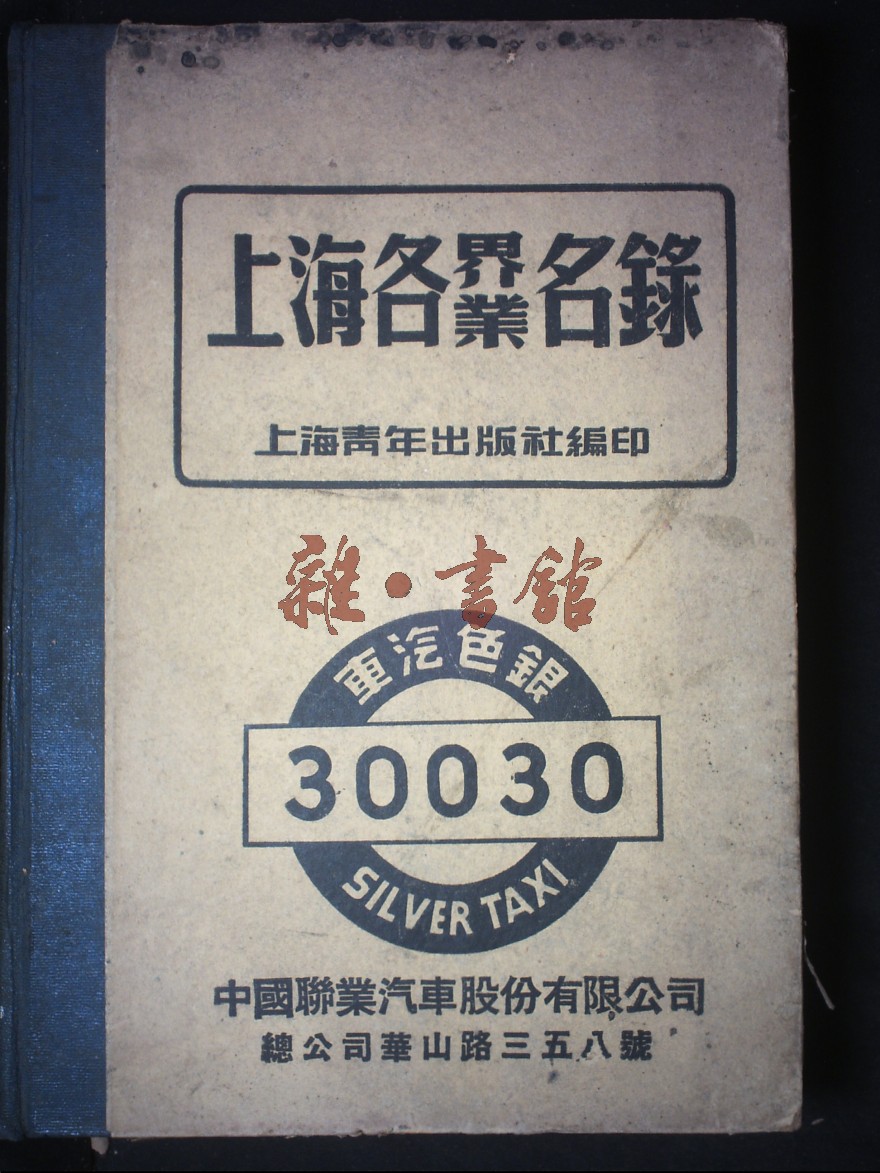 上海各界業名錄
上海青年出版社編印
雜·書館
車汽色銀
30030
SILVER TAXI
中國聯業汽車股份有限公司
總公司華山路三五八號